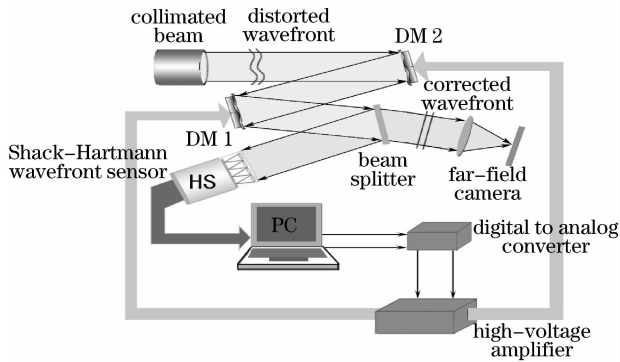 collimated
beam
distorted
wavefront
DM 2
corrected
wavefront
DM 1
Shack–Hartmann
wavefront sensor
HS
beam
splitter
far–field
camera
PC
digital to analog
converter
high–voltage
amplifier